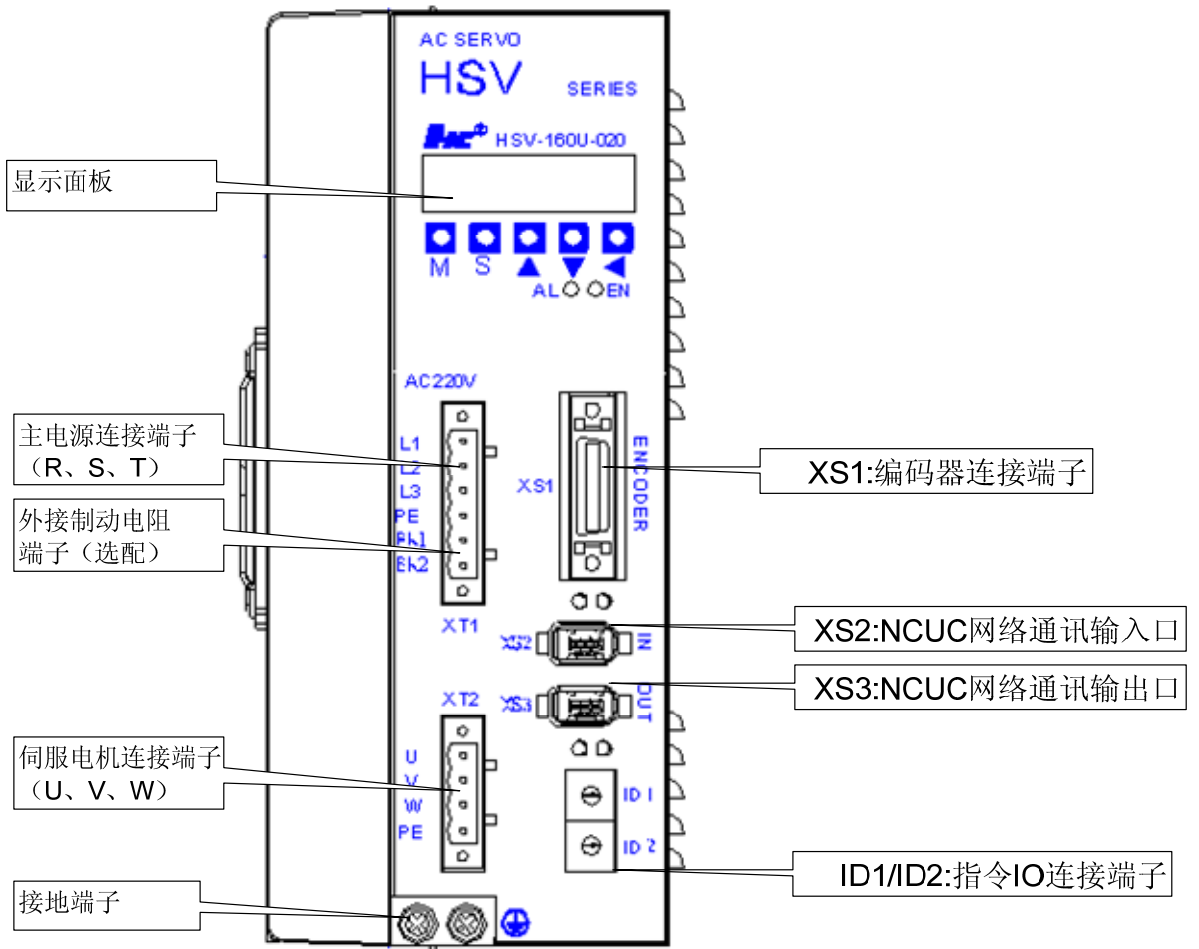 AC SERVO
HSV SERIES
HSV-160U-020
显示面板
M S
AL EN
AC220V
主电源连接端子
（R、S、T）
L1
L2
L3
PE
外接制动电阻
端子（选配）
XT1
XS1
ENCODER
XS1:编码器连接端子
XS2
IN
XS2:NCUC网络通讯输入口
XS3
OUT
XS3:NCUC网络通讯输出口
XT2
伺服电机连接端子
（U、V、W）
U
V
W
PE
ID1
ID2
ID1/ID2:指令IO连接端子
接地端子